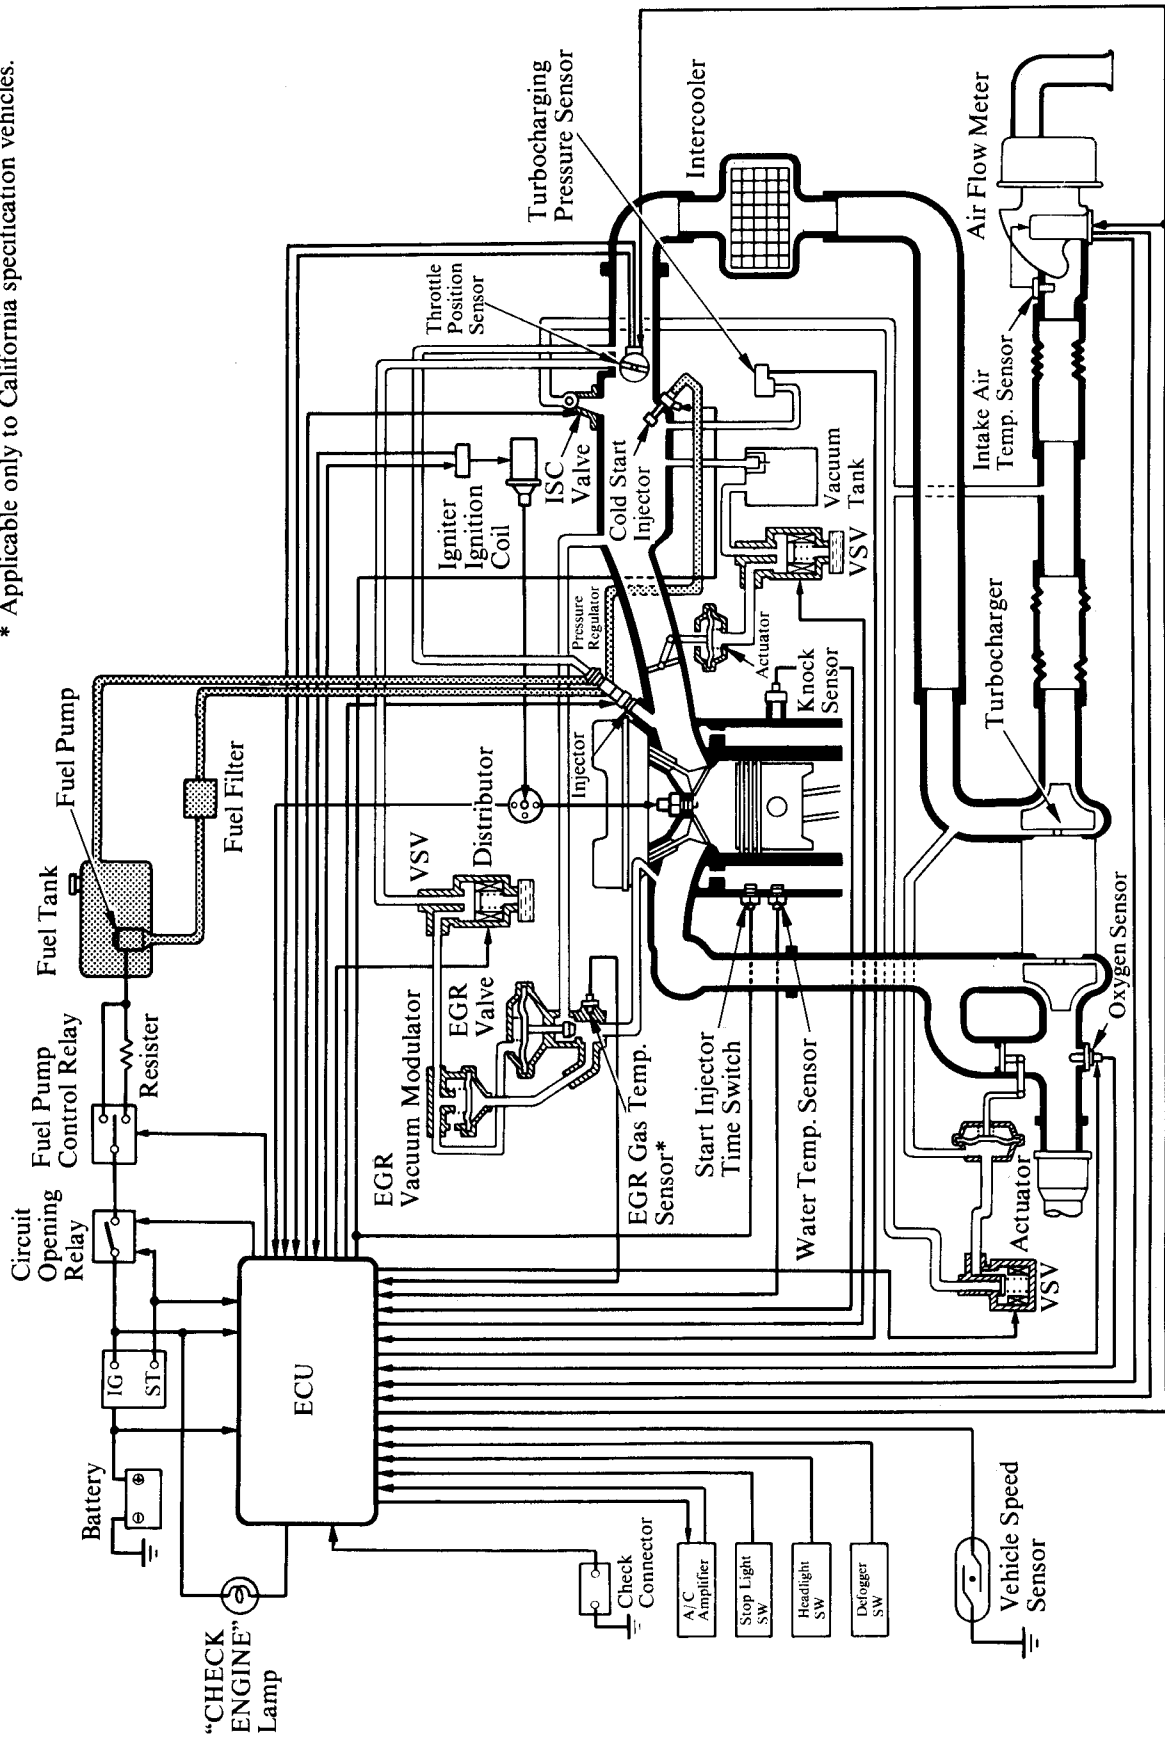 * Applicable only to California specification vehicles.
Fuel Tank
Fuel Pump
Fuel Filter
Fuel Pump
Control Relay
Resister
Circuit
Opening
Relay
IG
ST
Battery
"CHECK
ENGINE"
Lamp
ECU
Check
Connector
A/C
Amplifier
Stop Light
SW
Headlight
SW
Defogger
SW
Vehicle Speed
Sensor
VSV
Distributor
EGR
Valve
EGR
Vacuum Modulator
EGR Gas Temp.
Sensor*
Start Injector
Time Switch
Water Temp. Sensor
Igniter
Ignition
Coil
ISC
Valve
Throttle
Position
Sensor
Turbocharging
Pressure Sensor
Intercooler
Cold Start
Injector
Pressure
Regulator
Injector
Vacuum
Tank
VSV
Actuator
Knock
Sensor
Air Flow Meter
Intake Air
Temp. Sensor
Turbocharger
Oxygen Sensor
Actuator
VSV